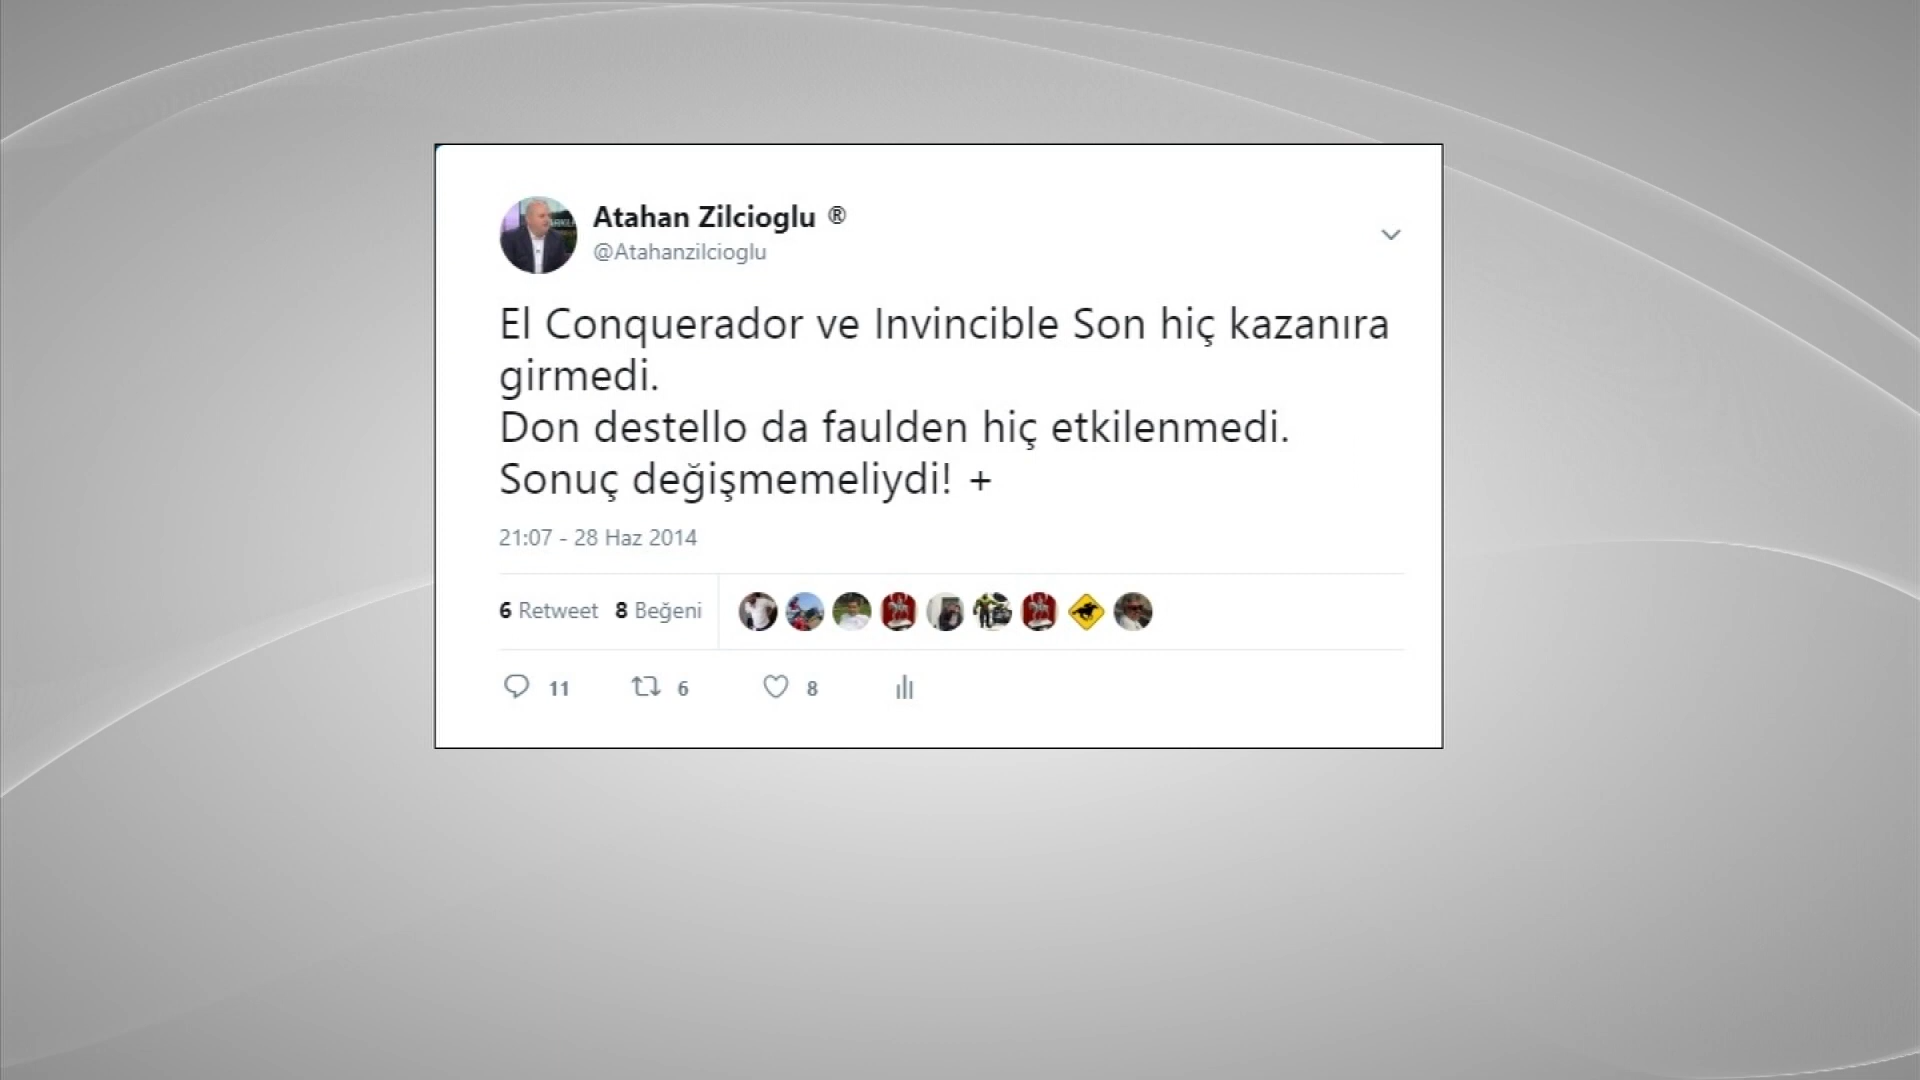 Atahan Zilcioglu ®
@Atahanzilcioglu
El Conquerador ve Invincible Son hiç kazanıra
girmedi.
Don destello da faulden hiç etkilenmedi.
Sonuç değişmemeliydi! +
21:07 - 28 Haz 2014
6 Retweet 8 Beğeni
11 6 8